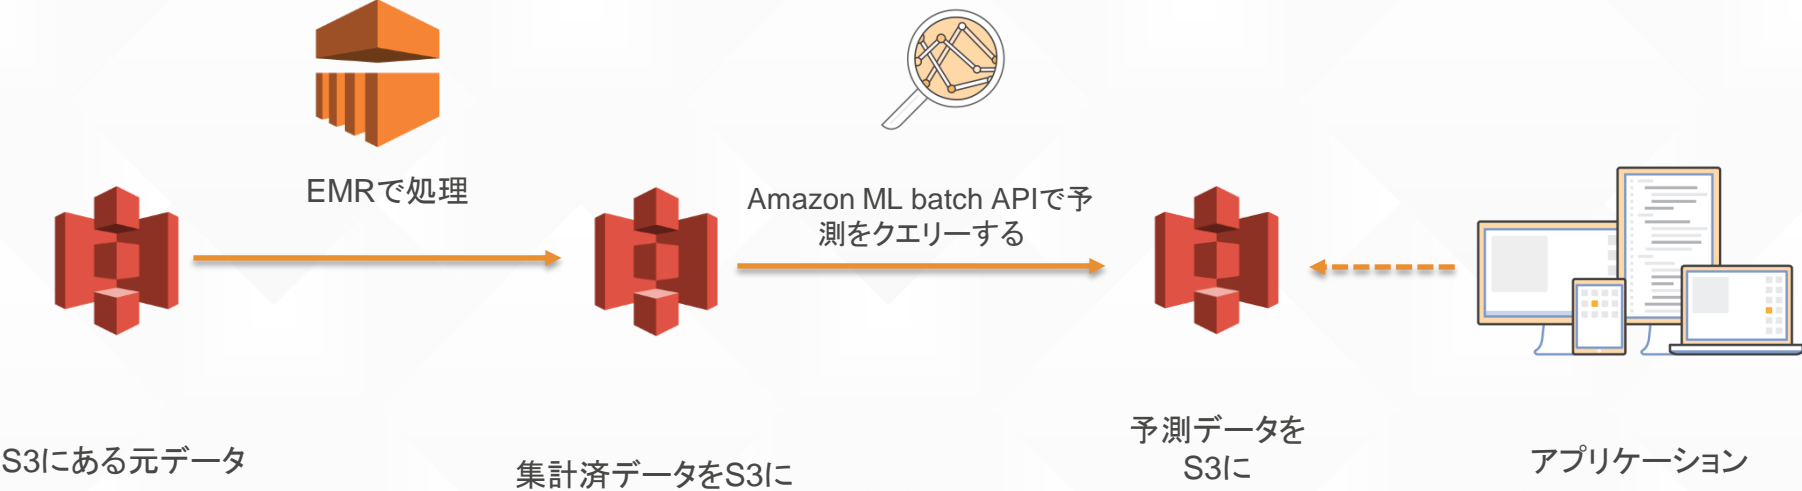 EMRで処理
Amazon ML batch APIで予
測をクエリーする
S3にある元データ
集計済データをS3に
予測データを
S3に
アプリケーション